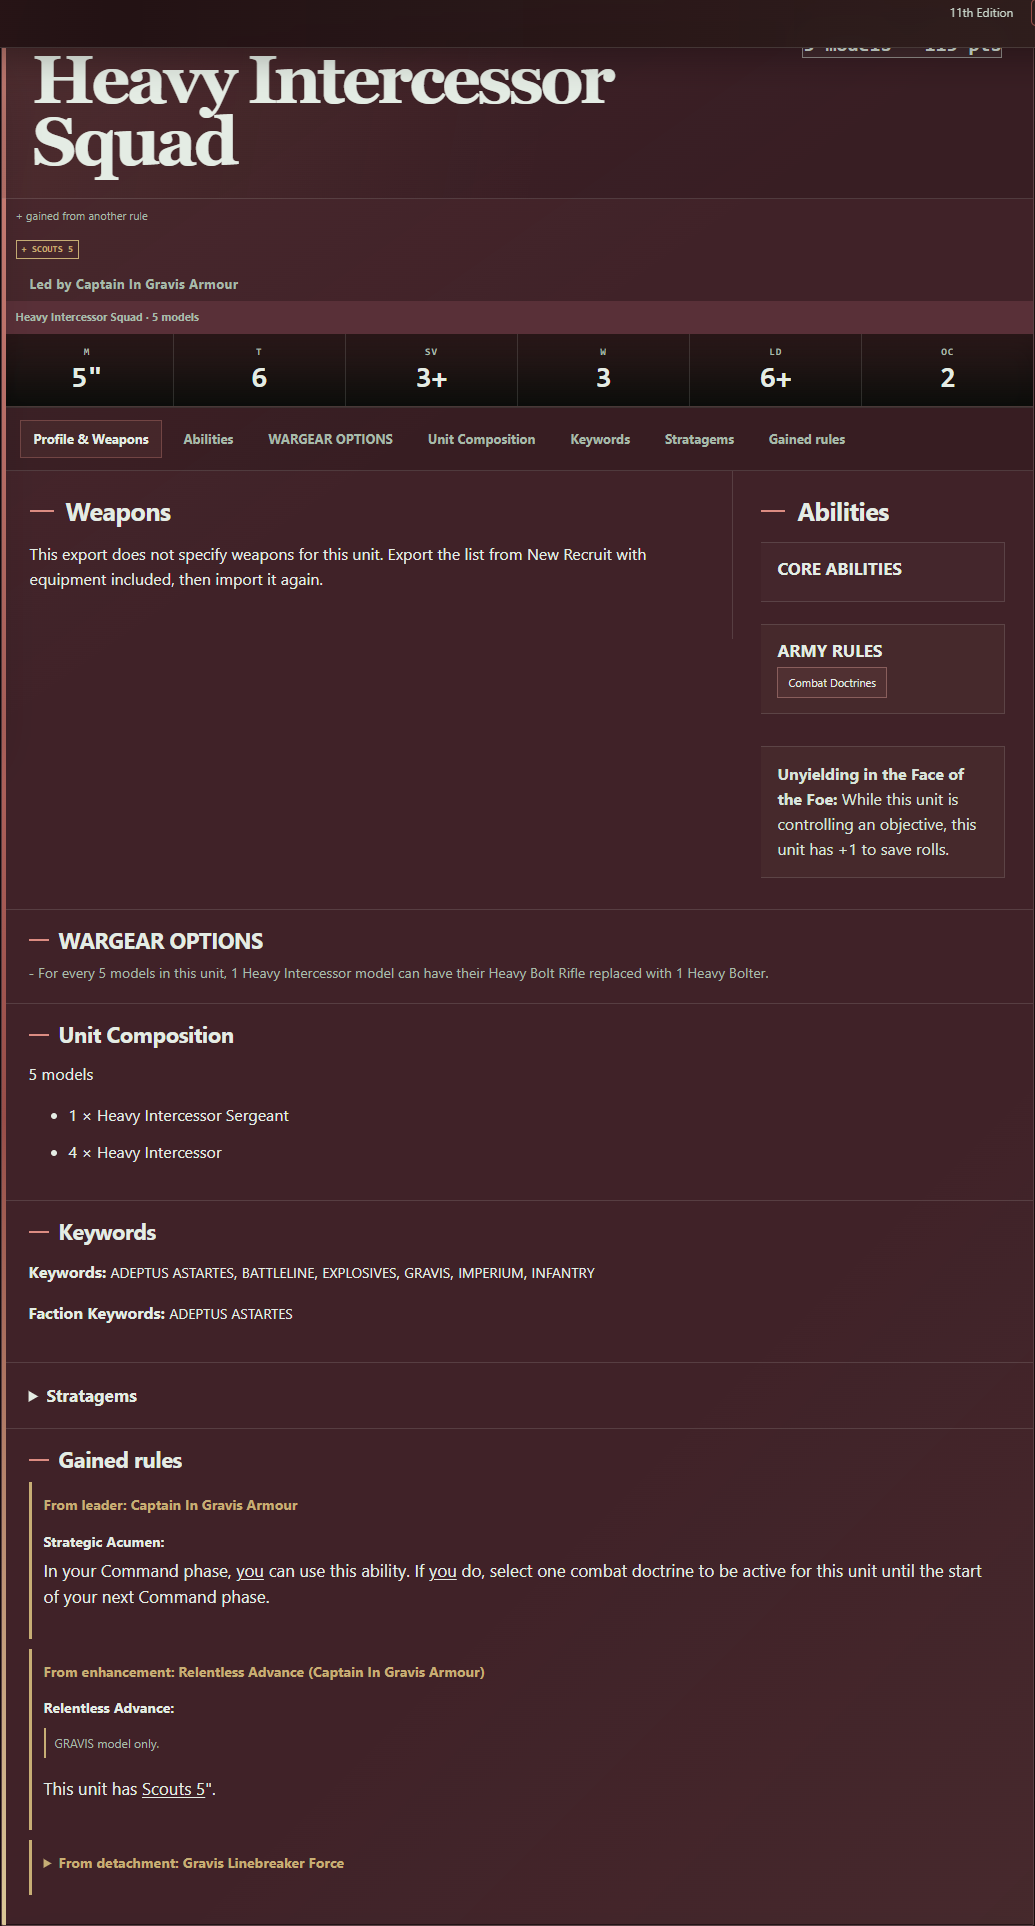 11th Edition
5 models 115 pts
Heavy Intercessor
Squad
+ gained from another rule
+ SCOUTS 5
Led by Captain In Gravis Armour
Heavy Intercessor Squad · 5 models
M T SV W LD OC
5" 6 3+ 3 6+ 2
Profile & Weapons Abilities WARGEAR OPTIONS Unit Composition Keywords Stratagems Gained rules
Weapons
This export does not specify weapons for this unit. Export the list from New Recruit with
equipment included, then import it again.
Abilities
CORE ABILITIES
ARMY RULES
Combat Doctrines
Unyielding in the Face of
the Foe: While this unit is
controlling an objective, this
unit has +1 to save rolls.
WARGEAR OPTIONS
- For every 5 models in this unit, 1 Heavy Intercessor model can have their Heavy Bolt Rifle replaced with 1 Heavy Bolter.
Unit Composition
5 models
• 1 × Heavy Intercessor Sergeant
• 4 × Heavy Intercessor
Keywords
Keywords: ADEPTUS ASTARTES, BATTLELINE, EXPLOSIVES, GRAVIS, IMPERIUM, INFANTRY
Faction Keywords: ADEPTUS ASTARTES
Stratagems
Gained rules
From leader: Captain In Gravis Armour
Strategic Acumen:
In your Command phase, you can use this ability. If you do, select one combat doctrine to be active for this unit until the start
of your next Command phase.
From enhancement: Relentless Advance (Captain In Gravis Armour)
Relentless Advance:
GRAVIS model only.
This unit has Scouts 5".
From detachment: Gravis Linebreaker Force